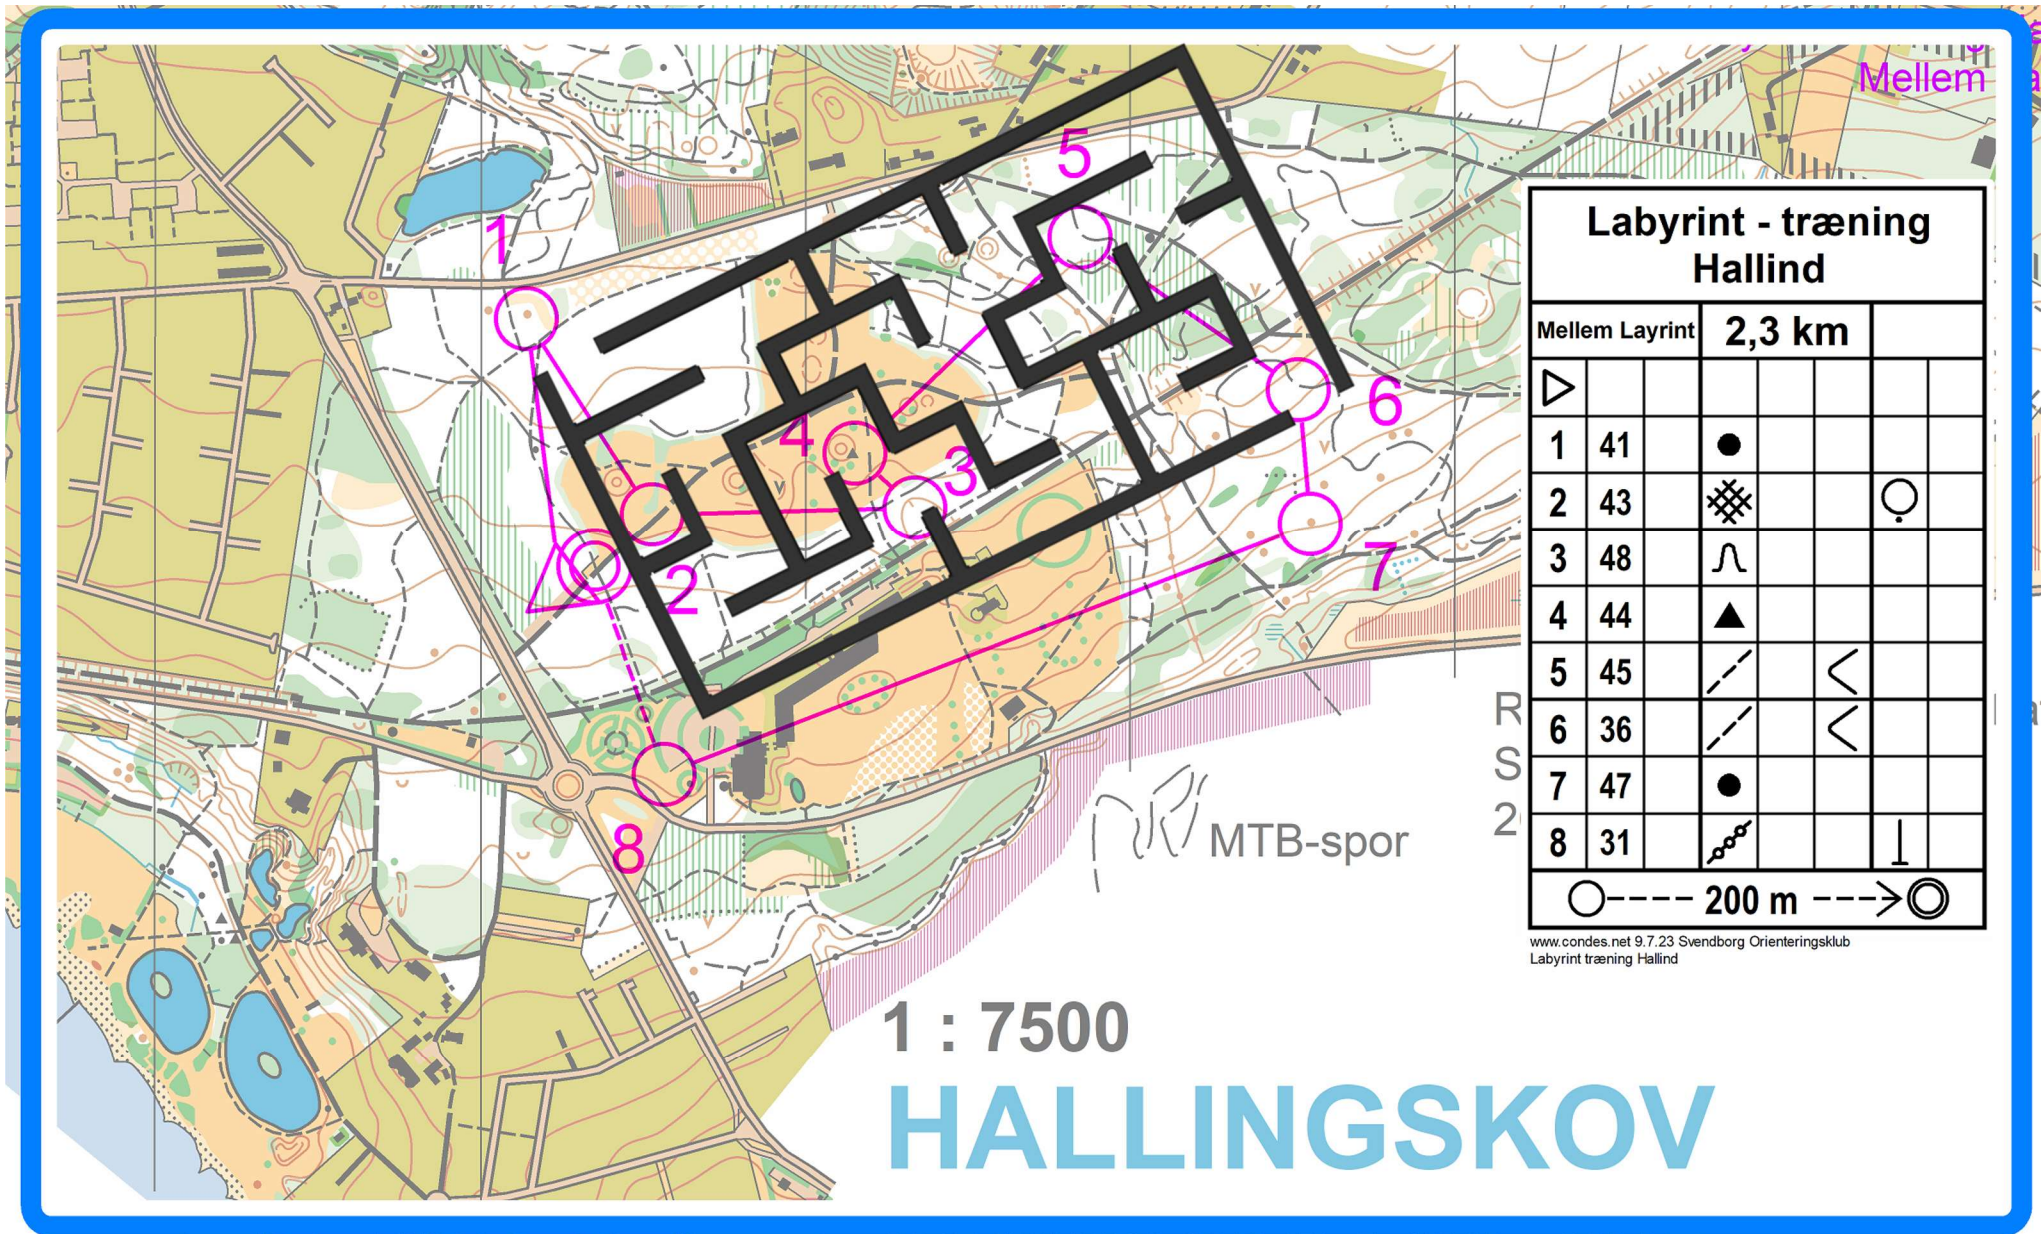 Mellem
1
5
4
3
6
2
7
8
MTB-spor
R
S
2
1 : 7500
HALLINGSKOV
Labyrint - træning
Hallind
Mellem Layrint 2,3 km
1 41
2 43
3 48
4 44
5 45
6 36
7 47
8 31
200 m
www.condes.net 9.7.23 Svendborg Orienteringsklub
Labyrint træning Hallind